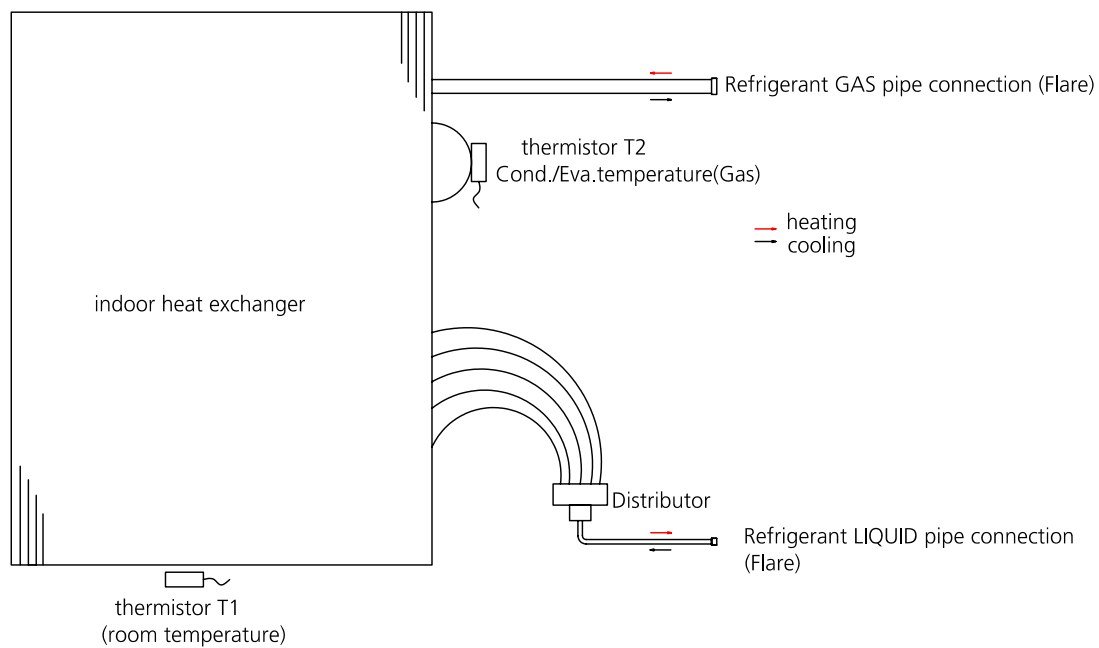 Refrigerant GAS pipe connection (Flare)
thermistor T2
Cond./Eva.temperature(Gas)
heating
cooling
indoor heat exchanger
Distributor
Refrigerant LIQUID pipe connection
(Flare)
thermistor T1
(room temperature)